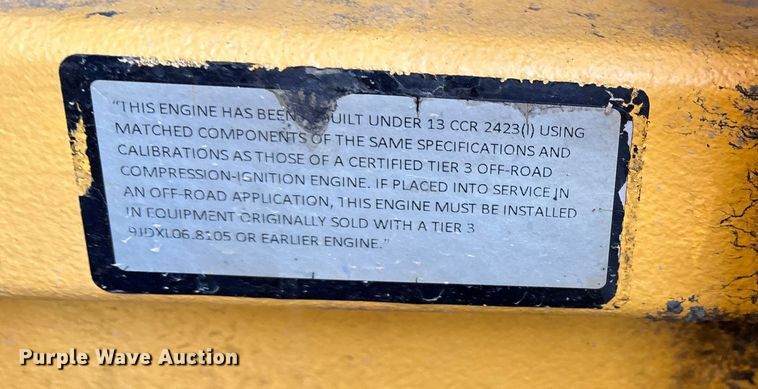 "THIS ENGINE HAS BEEN UILT UNDER 13 CCR 2423(l) USING
MATCHED COMPONENTS OF THE SAME SPECIFICATIONS AND
CALIBRATIONS AS THOSE OF A CERTIFIED TIER 3 OFF-ROAD
COMPRESSION-IGNITION ENGINE. IF PLACED INTO SERVICE IN
AN OFF-ROAD APPLICATION, THIS ENGINE MUST BE INSTALLED
IN EQUIPMENT ORIGINALLY SOLD WITH A TIER 3
9JDXL06.8105 OR EARLIER ENGINE."
Purple Wave Auction